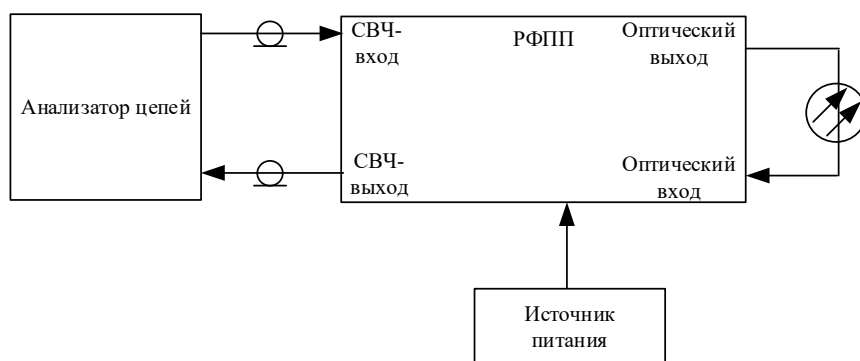 СВЧ-
вход
РФПП
Оптический
выход
Анализатор цепей
СВЧ-
выход
Оптический
вход
Источник
питания